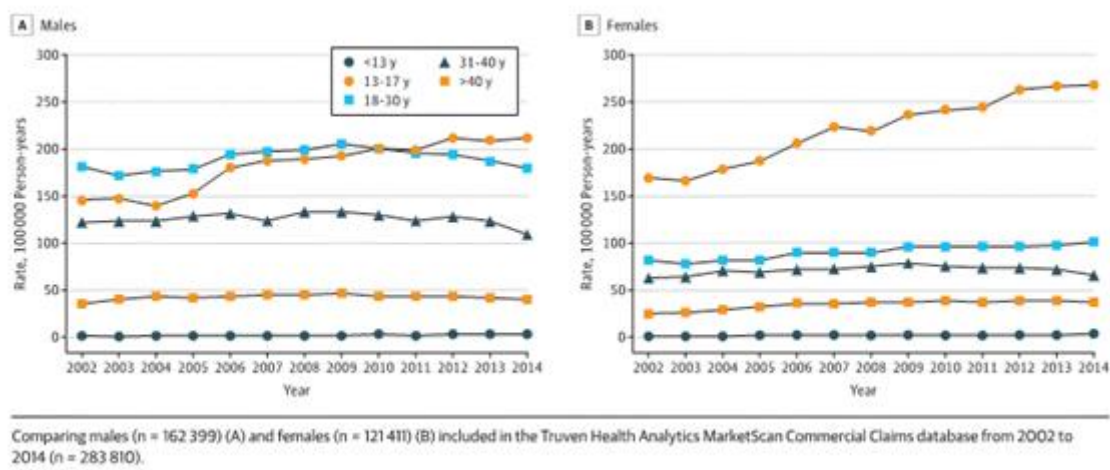 A Males
B Females
300
250
200
150
100
50
0
Rate, 100 000 Person-years
<13 y
31-40 y
13-17 y
>40 y
18-30 y
2002 2003 2004 2005 2006 2007 2008 2009 2010 2011 2012 2013 2014
Year
300
250
200
150
100
50
0
Rate, 100 000 Person-years
2002 2003 2004 2005 2006 2007 2008 2009 2010 2011 2012 2013 2014
Year
Comparing males (n = 162 399) (A) and females (n = 121 411) (B) included in the Truven Health Analytics MarketScan Commercial Claims database from 2002 to
2014 (n = 283 810).